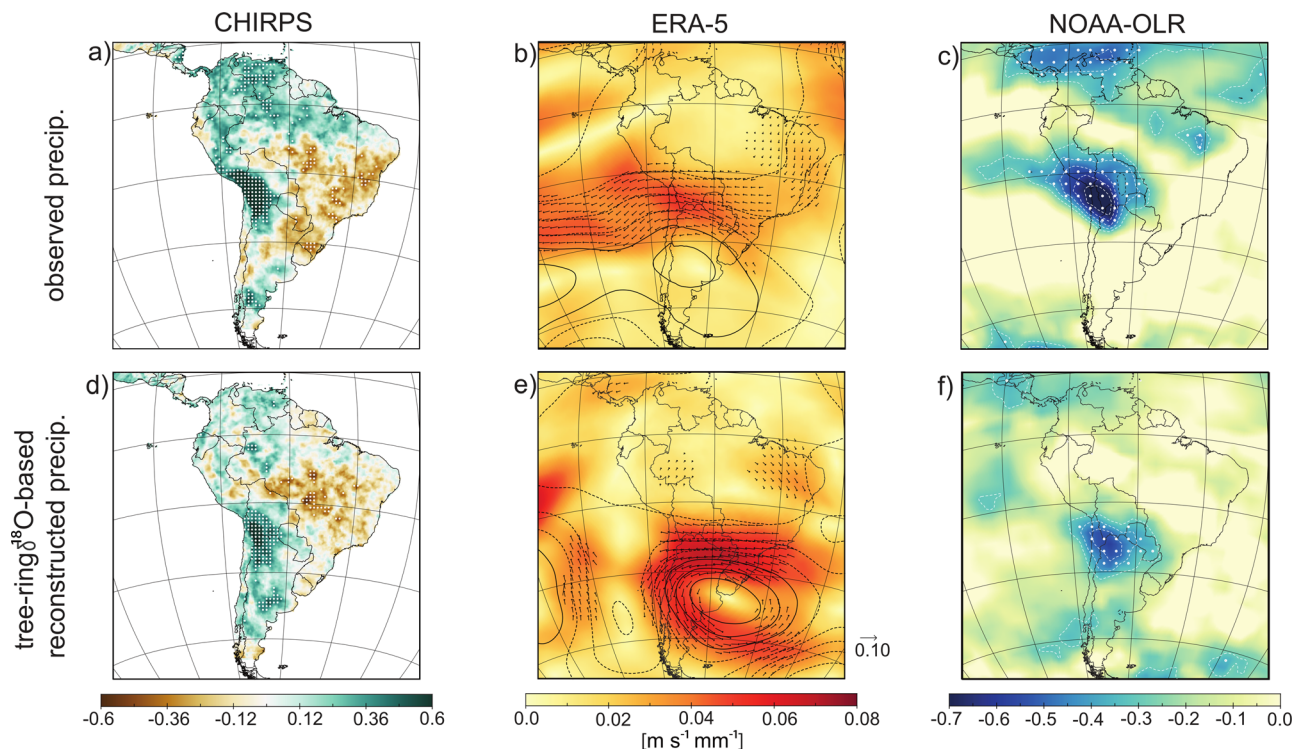 CHIRPS
ERA-5
NOAA-OLR
a)
b)
c)
observed precip.
d)
e)
f)
tree-ringδ¹⁸O-based
reconstructed precip.
0.10
-0.6 -0.36 -0.12 0.12 0.36 0.6
0.0 0.02 0.04 0.06 0.08
[m s⁻¹ mm⁻¹]
-0.7 -0.6 -0.5 -0.4 -0.3 -0.2 -0.1 0.0